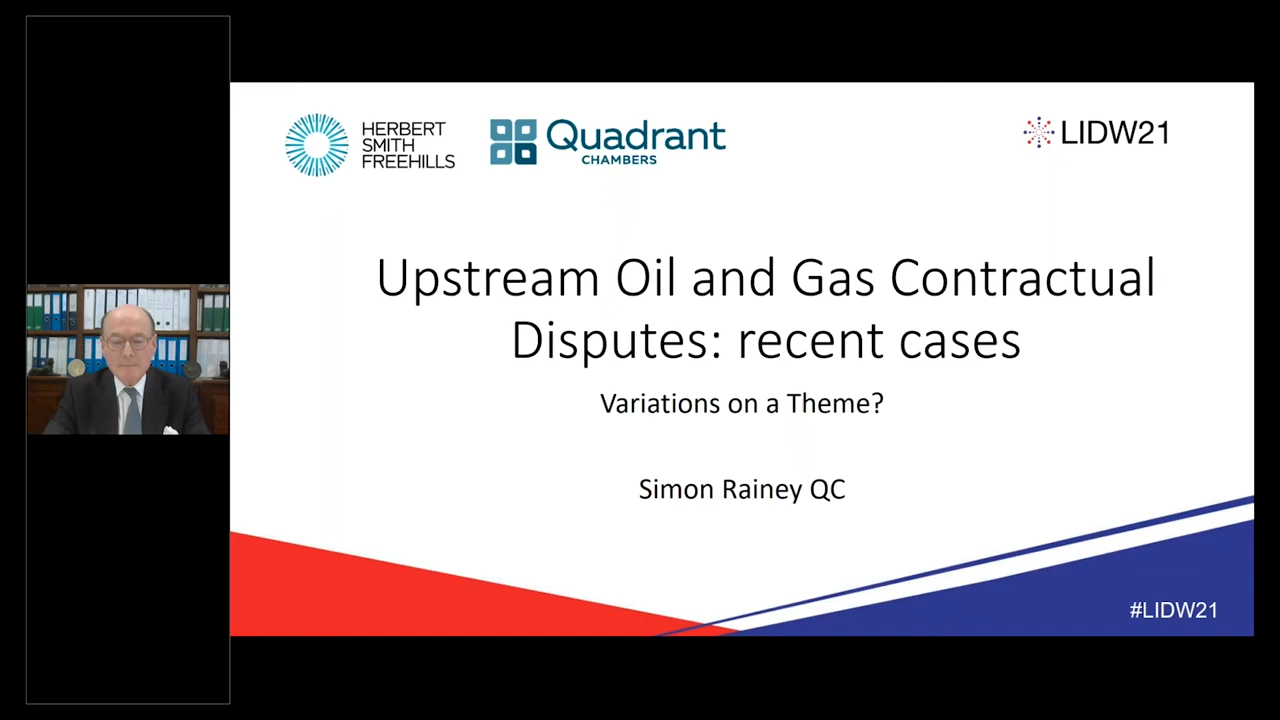 HERBERT
SMITH
FREEHILLS
Quadrant
CHAMBERS
LIDW21
Upstream Oil and Gas Contractual
Disputes: recent cases
Variations on a Theme?
Simon Rainey QC
#LIDW21